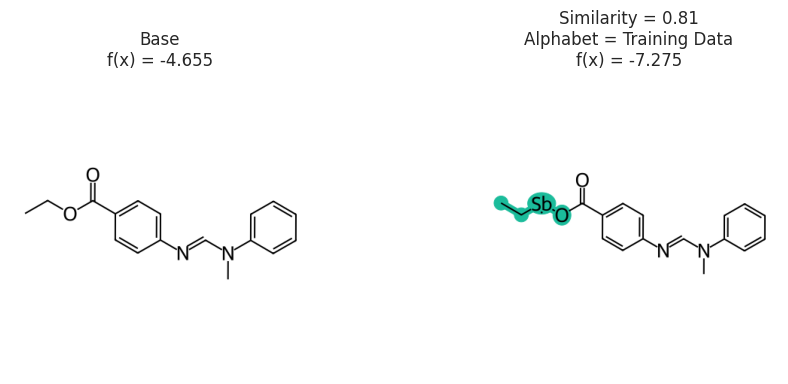 Base
f(x) = -4.655
Similarity = 0.81
Alphabet = Training Data
f(x) = -7.275
O
O
N
N
Sb
O
O
N
N